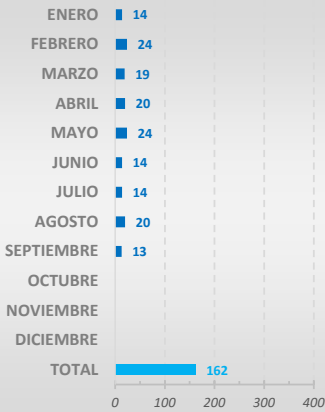 ENERO 14
FEBRERO 24
MARZO 19
ABRIL 20
MAYO 24
JUNIO 14
JULIO 14
AGOSTO 20
SEPTIEMBRE 13
OCTUBRE
NOVIEMBRE
DICIEMBRE
TOTAL 162
0 100 200 300 400